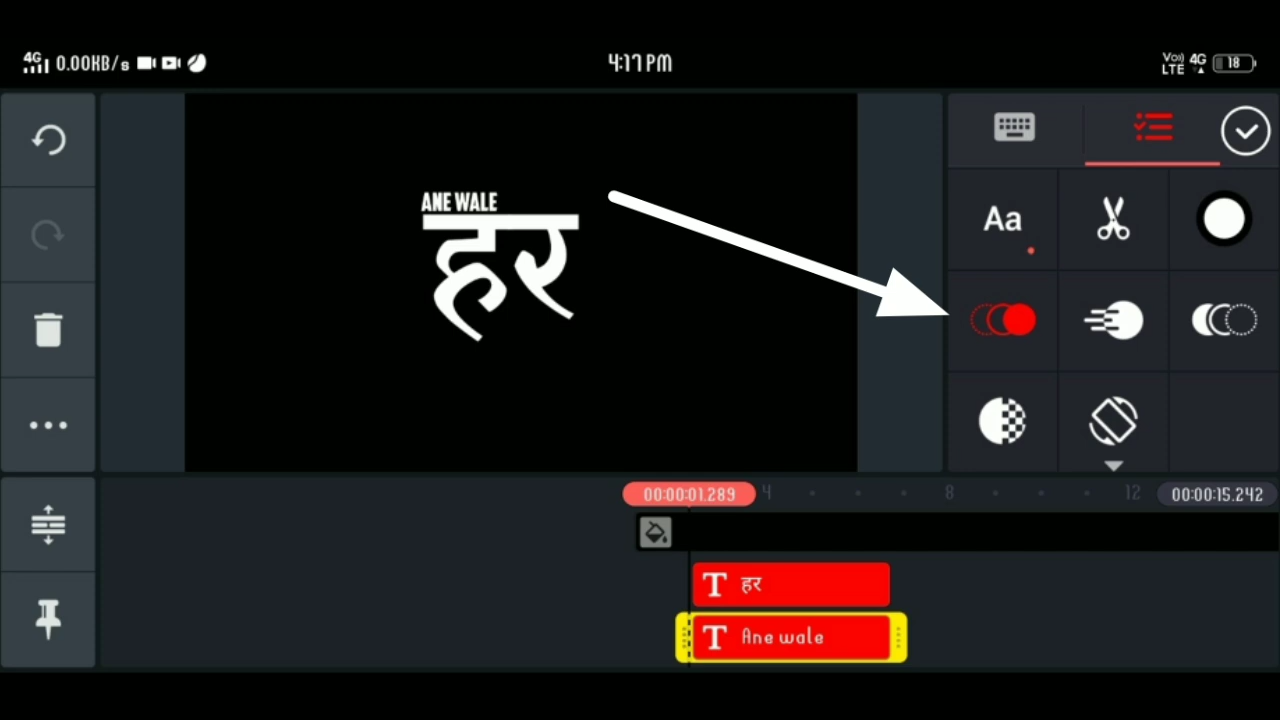 4G 0.00KB/s 4:17 PM Vo) LTE 4G 18
ANE WALE
हर
Aa
00:00:01.289 4 8 12 00:00:15.242
T हर
T Ane wale